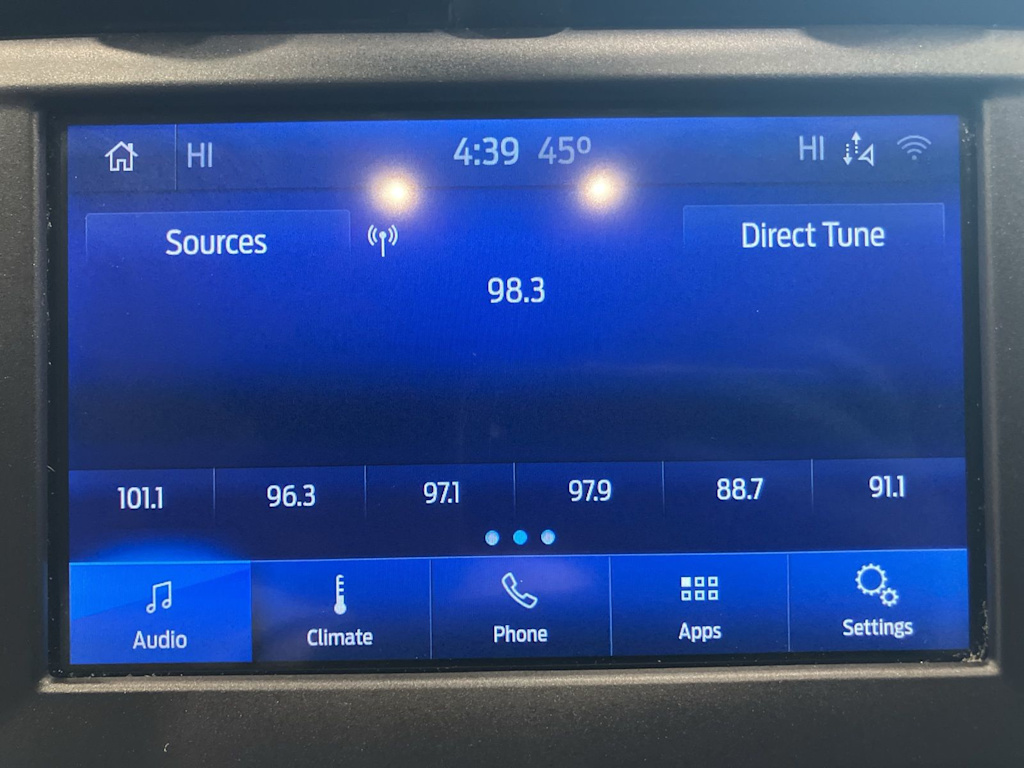 HI 4:39 45° HI
Sources Direct Tune
98.3
101.1 96.3 97.1 97.9 88.7 91.1
Audio Climate Phone Apps Settings